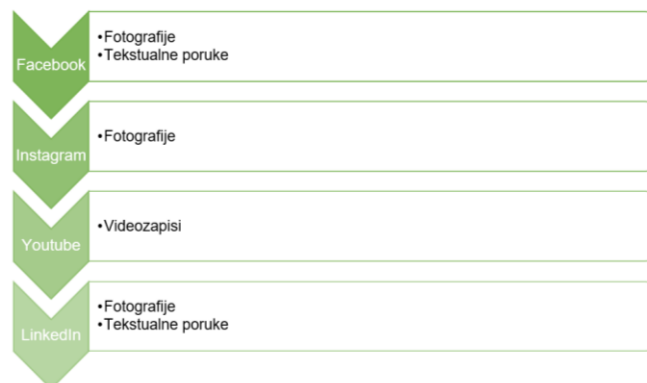 Facebook
•Fotografije
•Tekstualne poruke
Instagram
•Fotografije
Youtube
•Videozapisi
LinkedIn
•Fotografije
•Tekstualne poruke